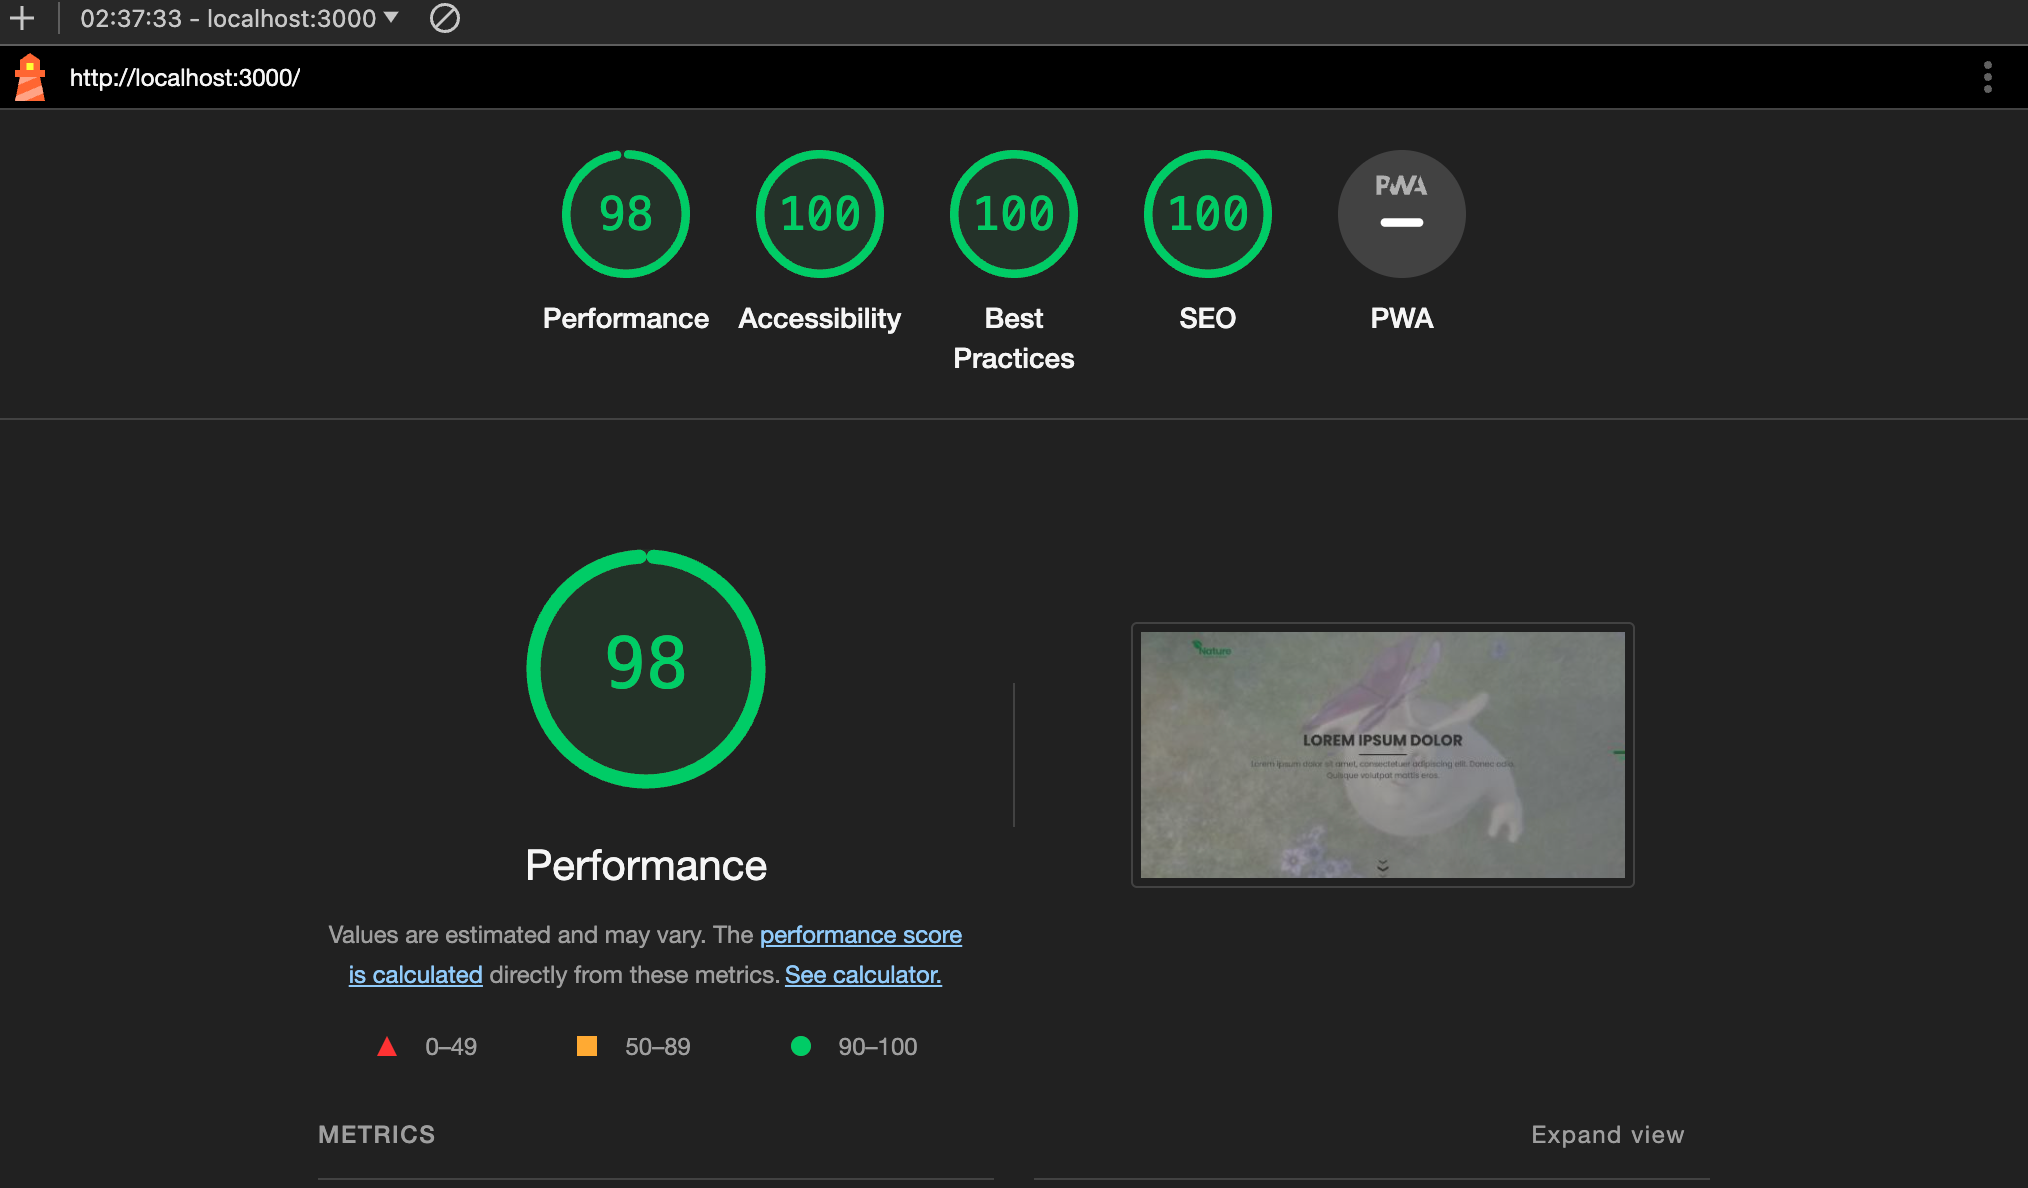 02:37:33 - localhost:3000
http://localhost:3000/
98
100
100
100
PWA
Performance
Accessibility
Best
Practices
SEO
PWA
98
Performance
Values are estimated and may vary. The performance score
is calculated directly from these metrics. See calculator.
0–49
50–89
90–100
Nature
LOREM IPSUM DOLOR
Lorem ipsum dolor sit amet, consectetuer adipiscing elit. Donec odio.
Quisque volutpat mattis eros.
METRICS
Expand view